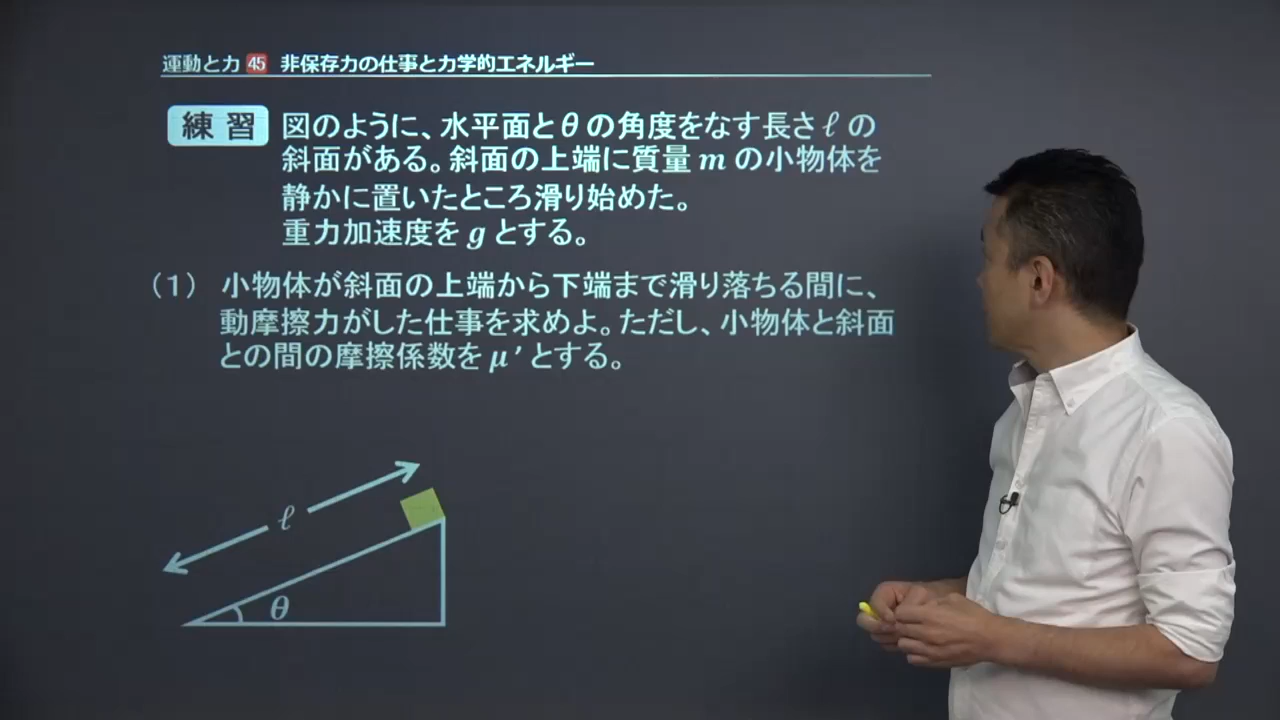 運動と力 45 非保存力の仕事と力学的エネルギー
練習 図のように、水平面とθの角度をなす長さℓの
斜面がある。斜面の上端に質量 m の小物体を
静かに置いたところ滑り始めた。
重力加速度を g とする。
（1） 小物体が斜面の上端から下端まで滑り落ちる間に、
動摩擦力がした仕事を求めよ。ただし、小物体と斜面
との間の摩擦係数を μ′ とする。
ℓ
θ